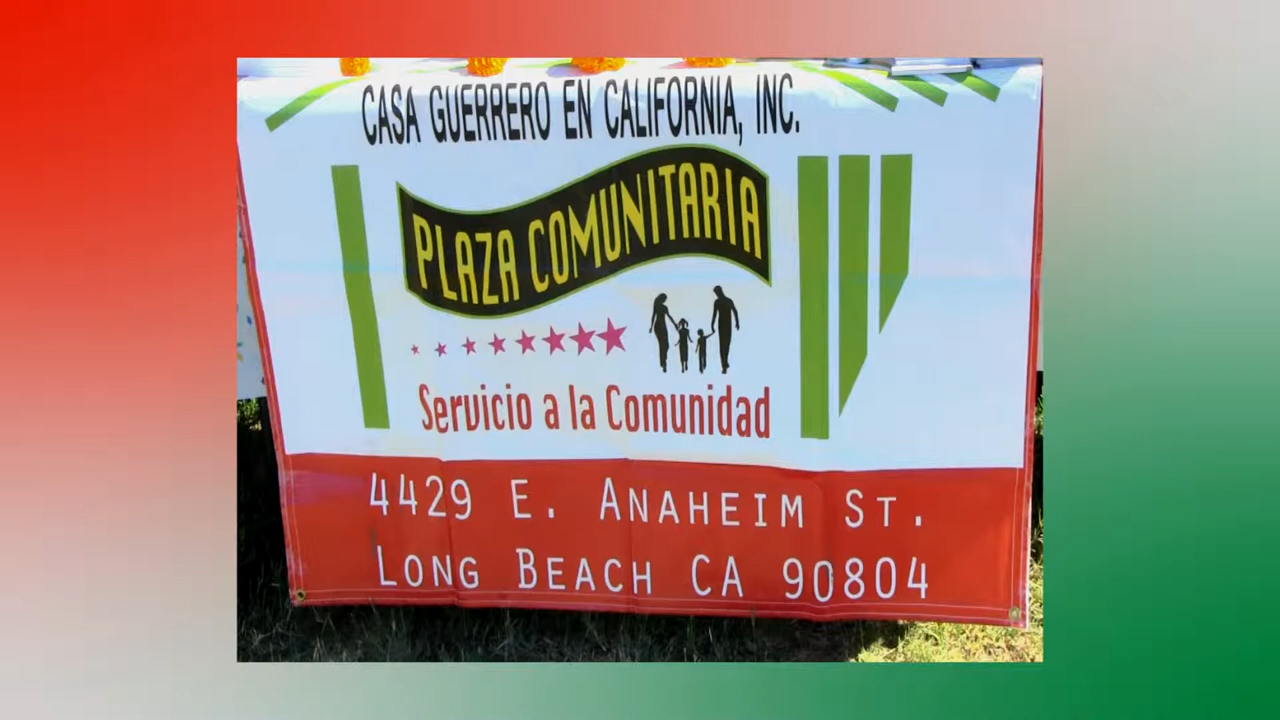 CASA GUERRERO EN CALIFORNIA, INC.
PLAZA COMUNITARIA
Servicio a la Comunidad
4429 E. ANAHEIM ST.
LONG BEACH CA 90804